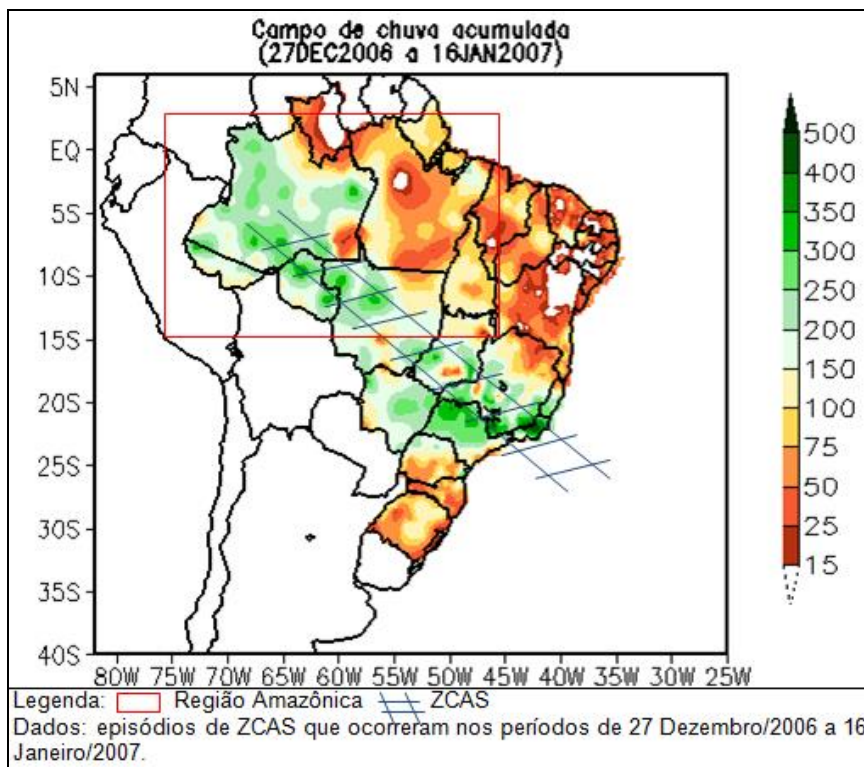 Campo de chuva acumulada
(27DEC2006 a 16JAN2007)
5N
EQ
5S
10S
15S
20S
25S
30S
35S
40S
80W 75W 70W 65W 60W 55W 50W 45W 40W 35W 30W 25W
500
400
350
300
250
200
150
100
75
50
25
15
Legenda: Região Amazônica ZCAS
Dados: episódios de ZCAS que ocorreram nos períodos de 27 Dezembro/2006 a 16
Janeiro/2007.